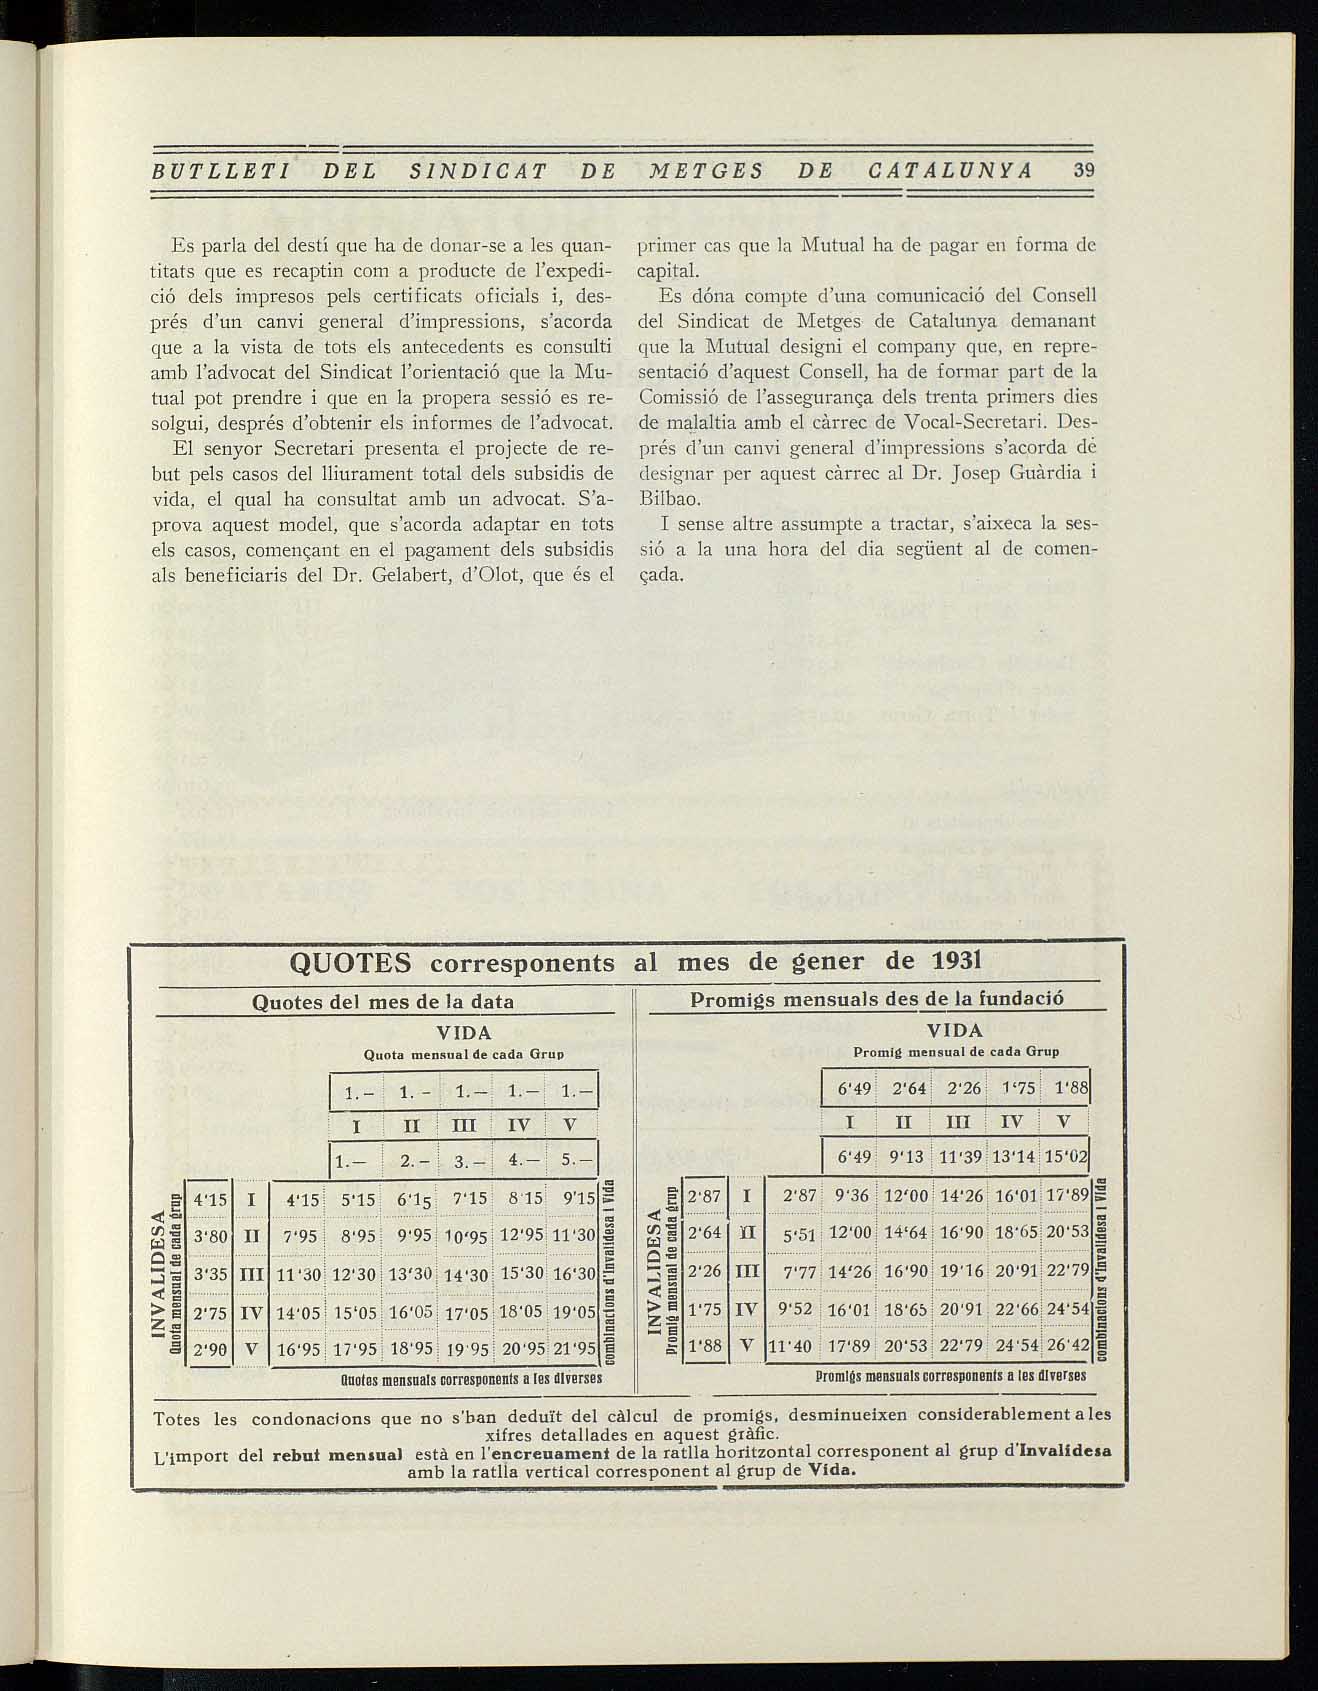 BUTLLETI DEL SINDICAT DE METGES DE CATALUNYA 39
Es parla del destí que ha de donar-se a les quan-
titats que es recaptin com a producte de l'expedi-
ció dels impresos pels certificats oficials i, des-
prés d'un canvi general d'impressions, s'acorda
que a la vista de tots els antecedents es consulti
amb l'advocat del Sindicat l'orientació que la Mu-
tual pot prendre i que en la propera sessió es re-
solgui, després d'obtenir els informes de l'advocat.
El senyor Secretari presenta el projecte de re-
but pels casos del lliurament total dels subsidis de
vida, el qual ha consultat amb un advocat. S'a-
prova aquest model, que s'acorda adaptar en tots
els casos, començant en el pagament dels subsidis
als beneficiaris del Dr. Gelabert, d'Olot, que és el
primer cas que la Mutual ha de pagar en forma de
capital.
Es dóna compte d'una comunicació del Consell
del Sindicat de Metges de Catalunya demanant
que la Mutual designi el company que, en repre-
sentació d'aquest Consell, ha de formar part de la
Comissió de l'assegurança dels trenta primers dies
de malaltia amb el càrrec de Vocal-Secretari. Des-
prés d'un canvi general d'impressions s'acorda dé
designar per aquest càrrec al Dr. Josep Guàrdia i
Bilbao.
I sense altre assumpte a tractar, s'aixeca la ses-
sió a la una hora del dia següent al de comen-
çada.
QUOTES corresponents al mes de gener de 1931
Quotes del mes de la data
VIDA
Quota mensual de cada Grup
1.— 1.- 1.— 1.— 1.—
I II III IV V
1.— 2.- 3.— 4.— 5.—
INVALIDESA
Quota mensual de cada grup
4'15 I 4'15 5'15 6'15 7'15 8 15 9'15
3'80 II 7'95 8'95 9'95 10'95 12'95 11'30
3'35 III 11'30 12'30 13'30 14'30 15'30 16'30
2'75 IV 14'05 15'05 16'05 17'05 18'05 19'05
2'90 V 16'95 17'95 18'95 19'95 20'95 21'95
combinacions d'Invalidesa i Vida
Quotes mensuals corresponents a les diverses
Promigs mensuals des de la fundació
VIDA
Promig mensual de cada Grup
6'49 2'64 2'26 1'75 1'88
I II III IV V
6'49 9'13 11'39 13'14 15'02
INVALIDESA
Promig mensual de cada grup
2'87 I 2'87 9'36 12'00 14'26 16'01 17'89
2'64 II 5'51 12'00 14'64 16'90 18'65 20'53
2'26 III 7'77 14'26 16'90 19'16 20'91 22'79
1'75 IV 9'52 16'01 18'65 20'91 22'66 24'54
1'88 V 11'40 17'89 20'53 22'79 24'54 26'42
combinacions d'Invalidesa i Vida
Promigs mensuals corresponents a les diverses
Totes les condonacions que no s'han deduït del càlcul de promigs, desminueixen considerablement a les
xifres detallades en aquest gràfic.
L'import del rebut mensual està en l'encreuament de la ratlla horitzontal corresponent al grup d'Invalidesa
amb la ratlla vertical corresponent al grup de Vida.